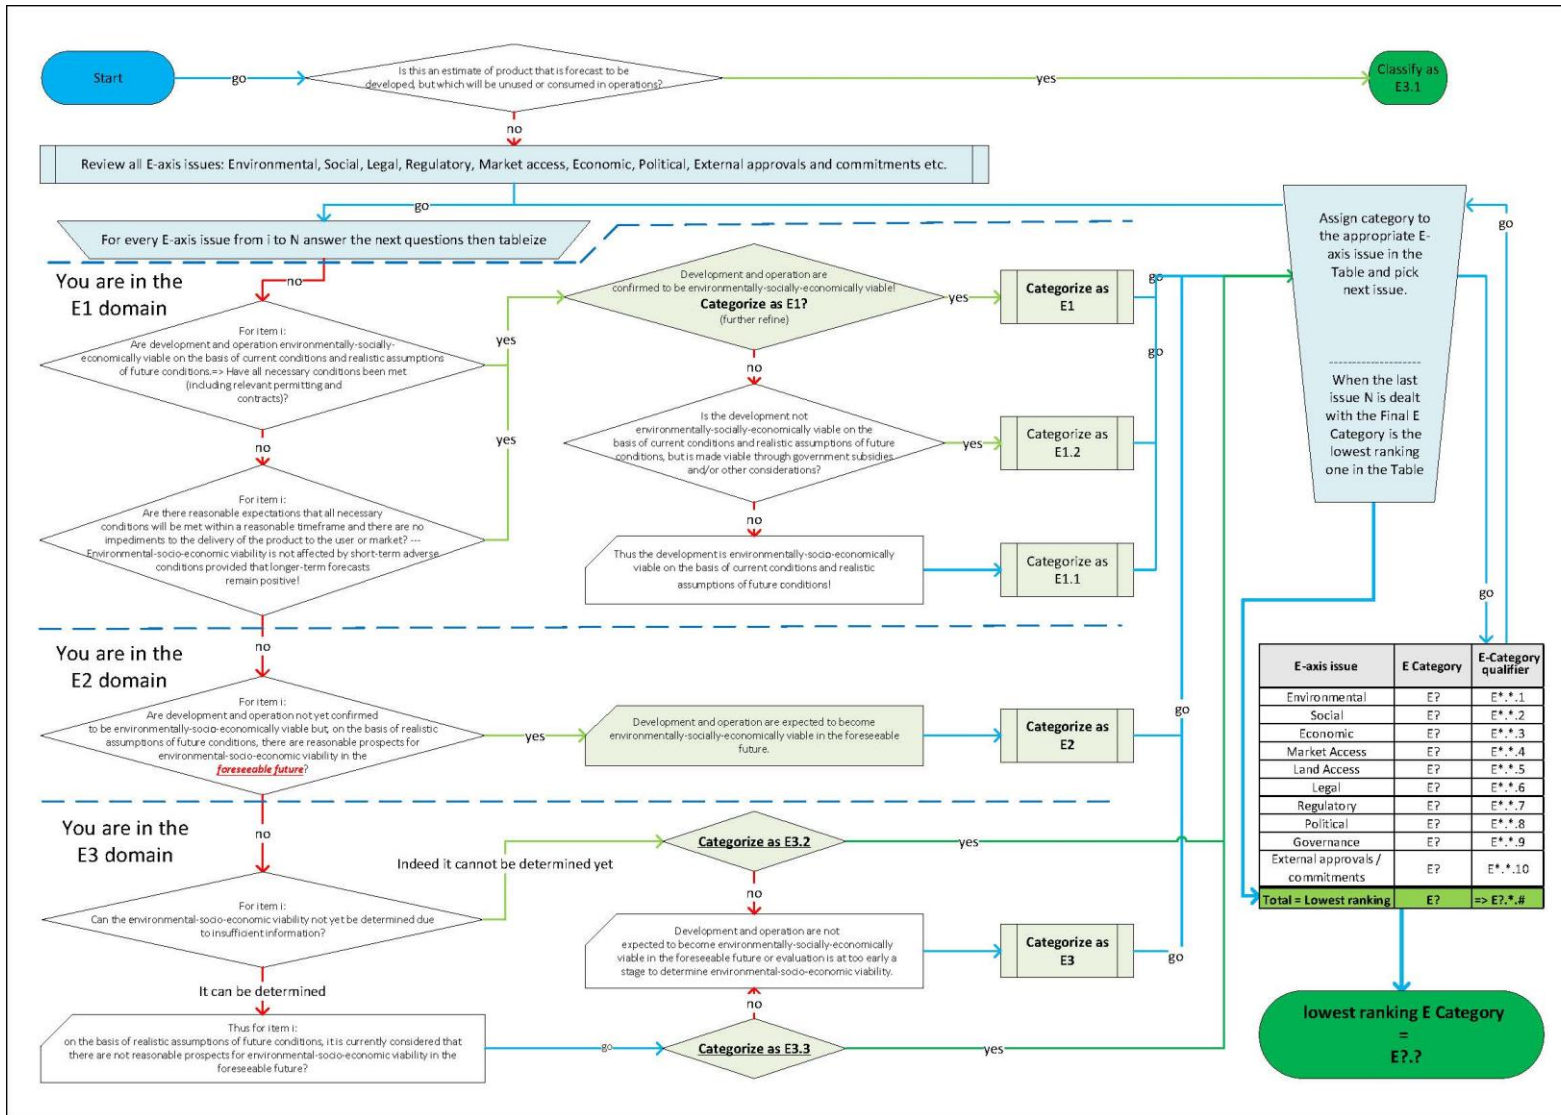 Start
go
Is this an estimate of product that is forecast to be
developed, but which will be unused or consumed in operations?
yes
Classify as
E3.1
no
Review all E-axis issues: Environmental, Social, Legal, Regulatory, Market access, Economic, Political, External approvals and commitments etc.
go
For every E-axis issue from i to N answer the next questions then tableize
You are in the
E1 domain
no
For item i:
Are development and operation environmentally-socially-
economically viable on the basis of current conditions and realistic assumptions
of future conditions.=> Have all necessary conditions been met
(including relevant permitting and
contracts)?
yes
no
yes
For item i:
Are there reasonable expectations that all necessary
conditions will be met within a reasonable timeframe and there are no
impediments to the delivery of the product to the user or market? ---
Environmental-socio-economic viability is not affected by short-term adverse
conditions provided that longer-term forecasts
remain positive!
Development and operation are
confirmed to be environmentally-socially-economically viable!
Categorize as E1?
(further refine)
yes
Categorize as
E1
go
no
Is the development not
environmentally-socially-economically viable on the
basis of current conditions and realistic assumptions of future
conditions, but is made viable through government subsidies
and/or other considerations?
yes
Categorize as
E1.2
go
no
Thus the development is environmentally-socio-economically
viable on the basis of current conditions and realistic
assumptions of future conditions!
Categorize as
E1.1
go
no
You are in the
E2 domain
For item i:
Are development and operation not yet confirmed
to be environmentally-socio-economically viable but, on the basis of realistic
assumptions of future conditions, there are reasonable prospects for
environmental-socio-economic viability in the
foreseeable future?
yes
Development and operation are expected to become
environmentally-socially-economically viable in the foreseeable
future.
Categorize as
E2
go
no
You are in the
E3 domain
For item i:
Can the environmental-socio-economic viability not yet be determined due
to insufficient information?
Indeed it cannot be determined yet
Categorize as E3.2
yes
no
Development and operation are not
expected to become environmentally-socially-economically
viable in the foreseeable future or evaluation is at too early a
stage to determine environmental-socio-economic viability.
Categorize as
E3
go
It can be determined
Thus for item i:
on the basis of realistic assumptions of future conditions, it is currently considered that
there are not reasonable prospects for environmental-socio-economic viability in the
foreseeable future?
go
no
Categorize as E3.3
yes
Assign category to
the appropriate E-
axis issue in the
Table and pick
next issue.
--------------------
When the last
issue N is dealt
with the Final E
Category is the
lowest ranking
one in the Table
go
go
E-axis issue E Category E-Category qualifier
Environmental E? E*.*.1
Social E? E*.*.2
Economic E? E*.*.3
Market Access E? E*.*.4
Land Access E? E*.*.5
Legal E? E*.*.6
Regulatory E? E*.*.7
Political E? E*.*.8
Governance E? E*.*.9
External approvals / commitments E? E*.*.10
Total = Lowest ranking E? => E?.*.#
lowest ranking E Category
=
E?.?